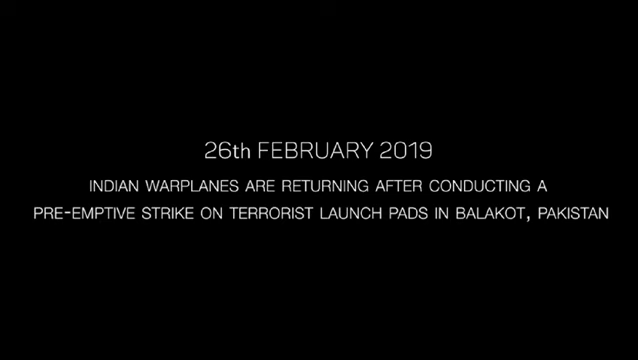 26th FEBRUARY 2019
INDIAN WARPLANES ARE RETURNING AFTER CONDUCTING A
PRE-EMPTIVE STRIKE ON TERRORIST LAUNCH PADS IN BALAKOT, PAKISTAN